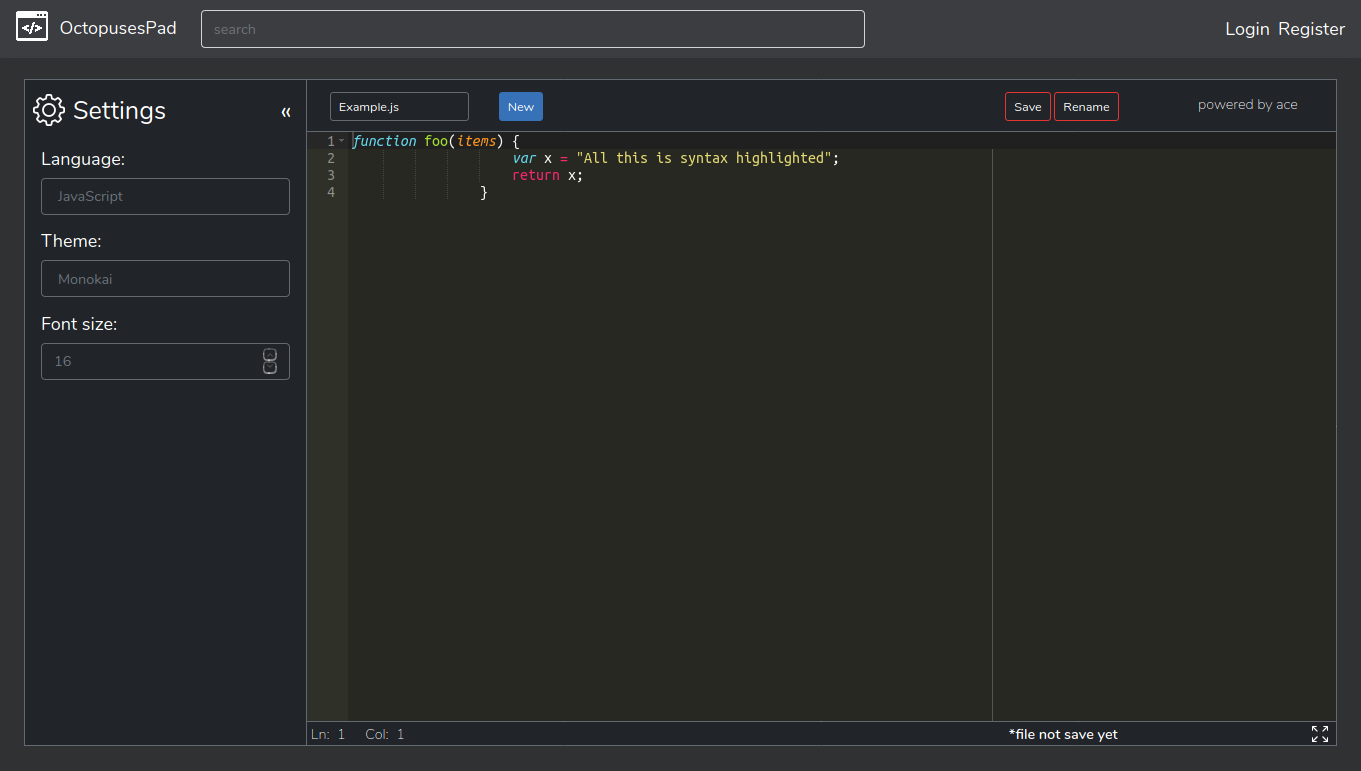 OctopusesPad
search
Login Register
Settings «
Language:
JavaScript
Theme:
Monokai
Font size:
16
Example.js
New
Save
Rename
powered by ace
1 function foo(items) {
2 var x = "All this is syntax highlighted";
3 return x;
4 }
Ln: 1 Col: 1
*file not save yet